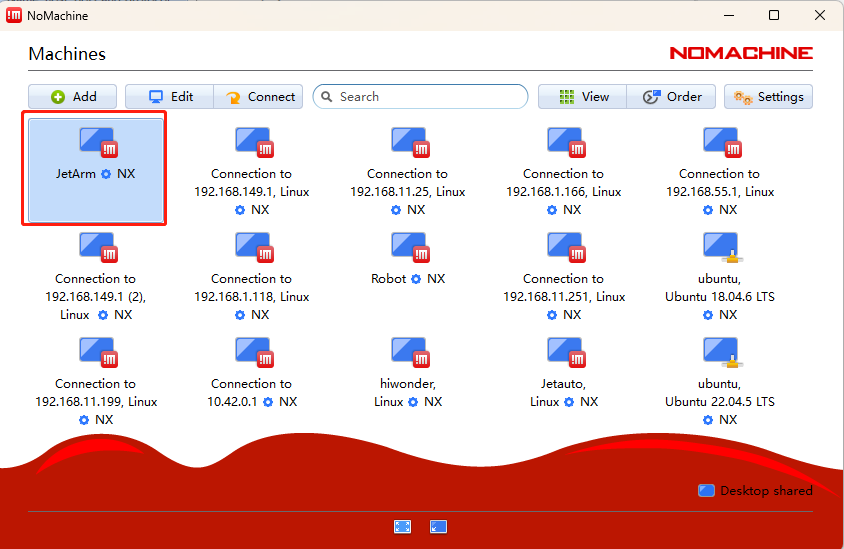 NoMachine
Machines
NOMACHINE
Add
Edit
Connect
Search
View
Order
Settings
JetArm NX
Connection to
192.168.149.1, Linux
NX
Connection to
192.168.11.25, Linux
NX
Connection to
192.168.1.166, Linux
NX
Connection to
192.168.55.1, Linux
NX
Connection to
192.168.149.1 (2),
Linux NX
Connection to
192.168.1.118, Linux
NX
Robot NX
Connection to
192.168.11.251, Linux
NX
ubuntu,
Ubuntu 18.04.6 LTS
NX
Connection to
192.168.11.199, Linux
NX
Connection to
10.42.0.1 NX
hiwonder,
Linux NX
Jetauto,
Linux NX
ubuntu,
Ubuntu 22.04.5 LTS
NX
Desktop shared